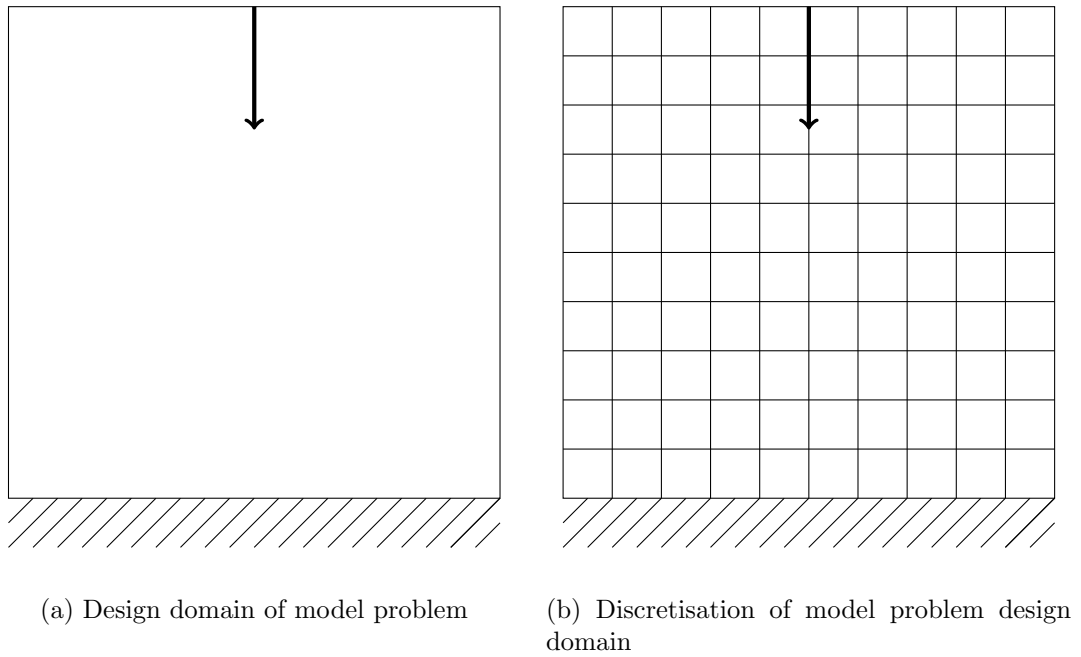 (a) Design domain of model problem
(b) Discretisation of model problem design
domain